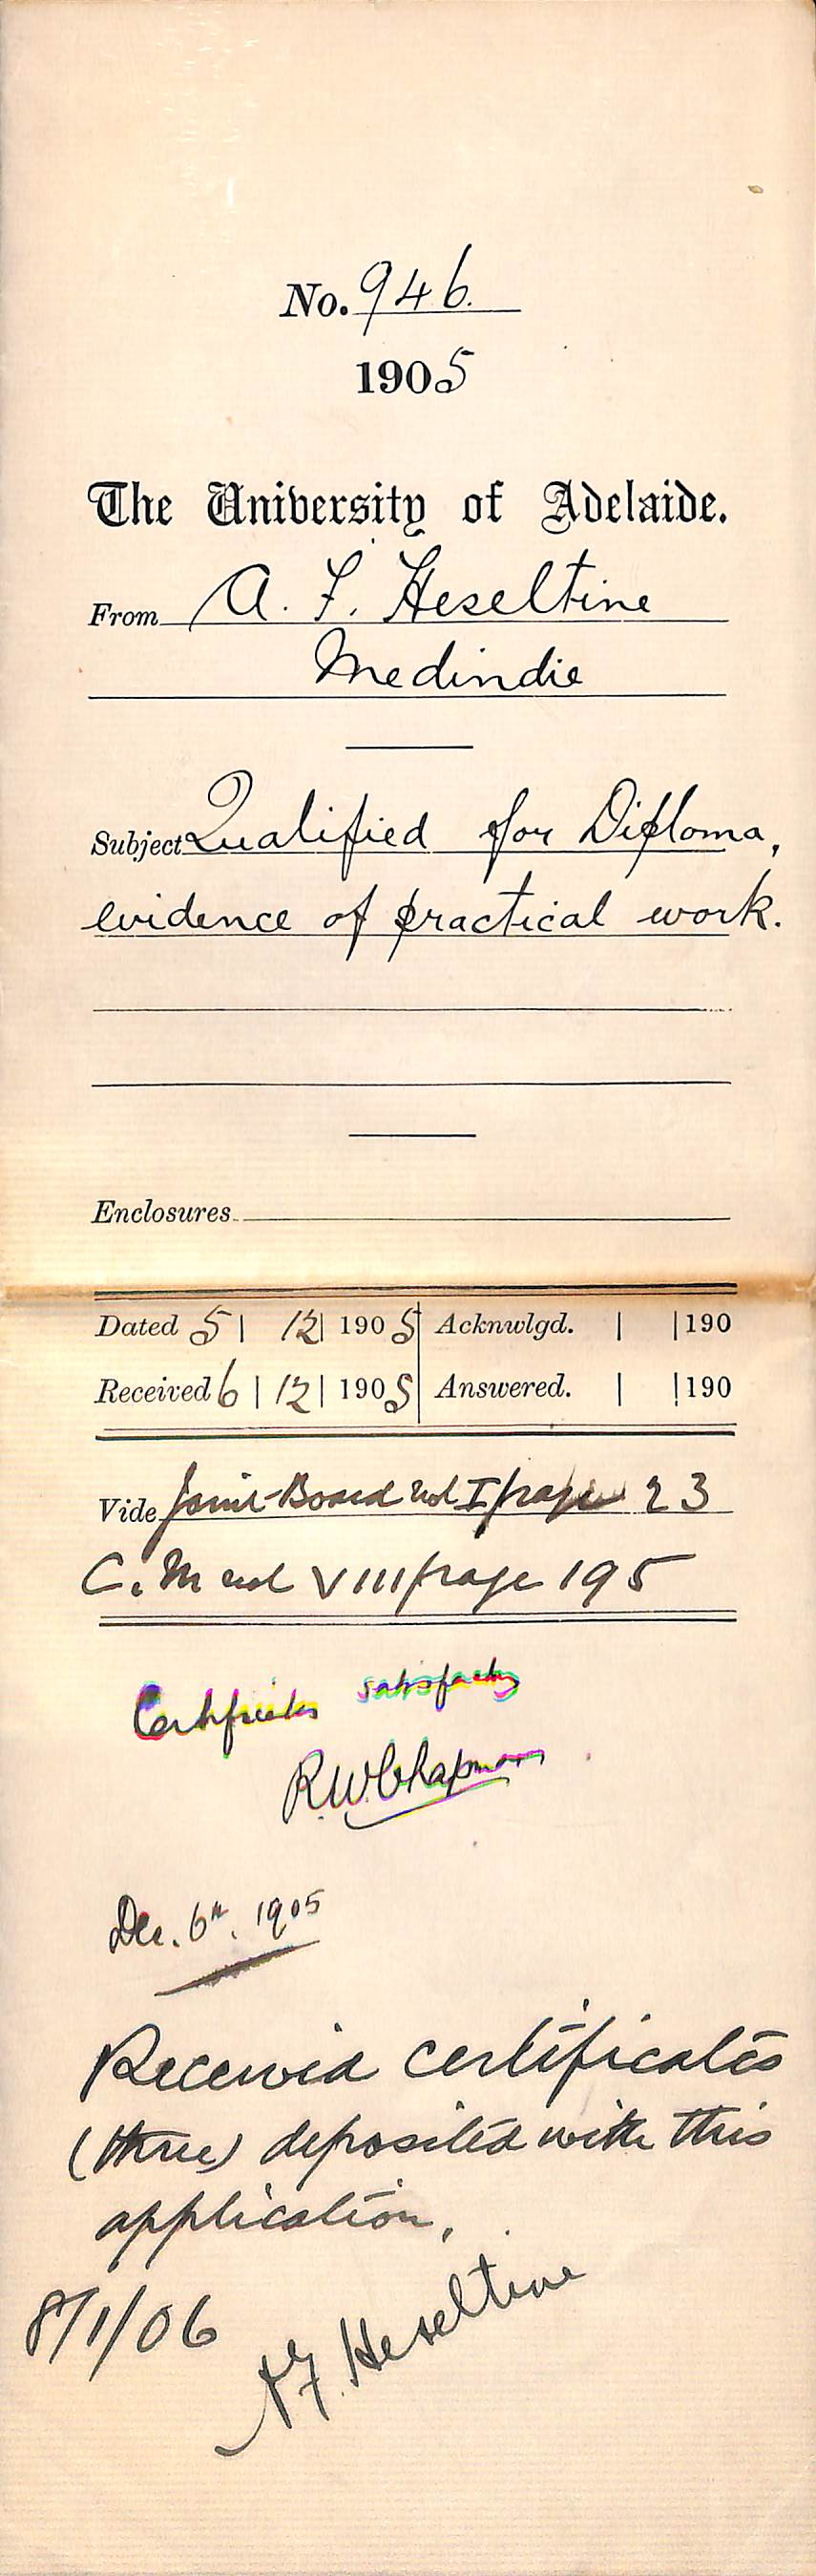 No. 946.
1905
The University of Adelaide.
From A. F. Heseltine
Medindie
Subject Qualified for Diploma,
evidence of practical work.
Enclosures
Dated 5 | 12 | 1905 Acknwlgd. | | 190
Received 6 | 12 | 1905 Answered. | | 190
Vide Joint-Board vol I page 23
C. M vol VIII page 195
Certificates satisfactory
R.W. Chapman
Dec. 6th. 1905
Received certificates
(three) deposited with this
application.
8/1/06
A F Heseltine